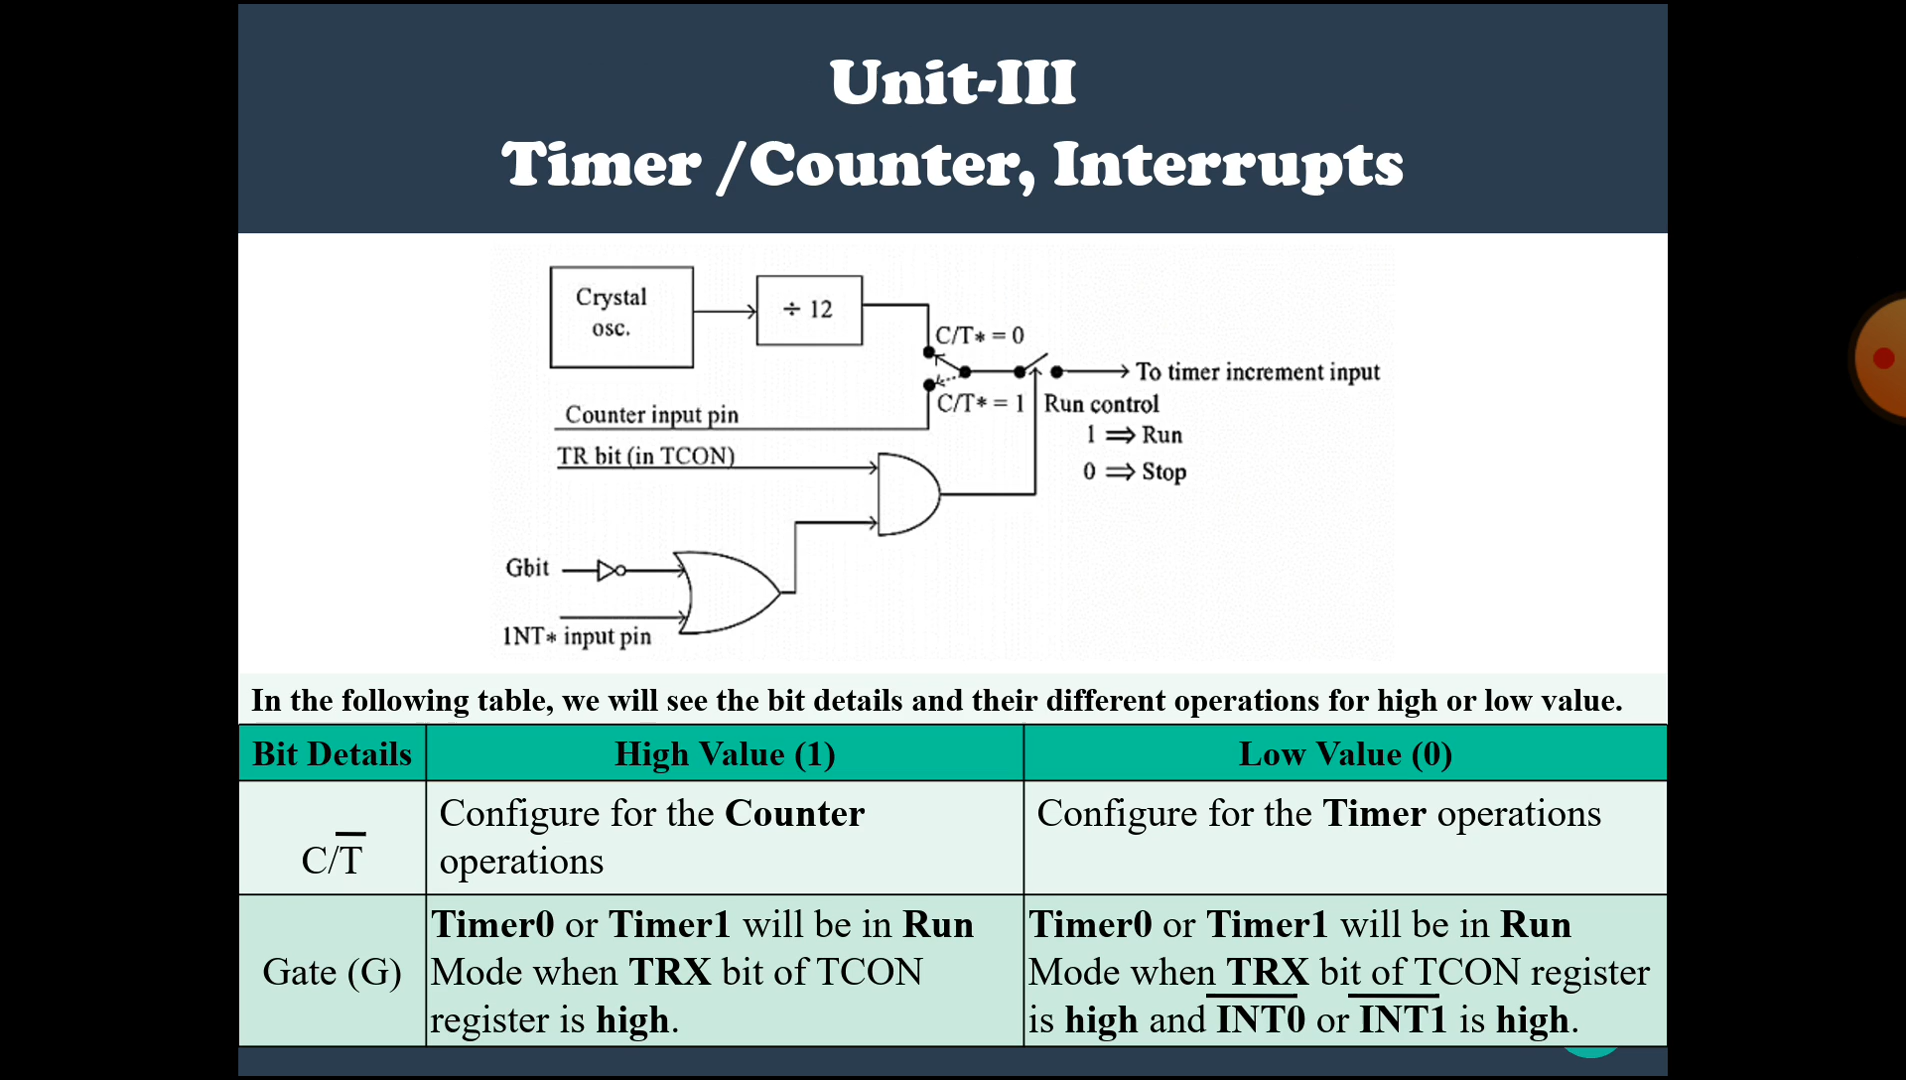 Unit-III
Timer /Counter, Interrupts
Crystal
osc.
÷ 12
C/T* = 0
To timer increment input
C/T* = 1
Run control
Counter input pin
1 ⇒ Run
TR bit (in TCON)
0 ⇒ Stop
Gbit
1NT* input pin
In the following table, we will see the bit details and their different operations for high or low value.
Bit Details
High Value (1)
Low Value (0)
C/T̅
Configure for the Counter
operations
Configure for the Timer operations
Gate (G)
Timer0 or Timer1 will be in Run
Mode when TRX bit of TCON
register is high.
Timer0 or Timer1 will be in Run
Mode when TRX bit of TCON register
is high and I̅N̅T̅0̅ or I̅N̅T̅1̅ is high.